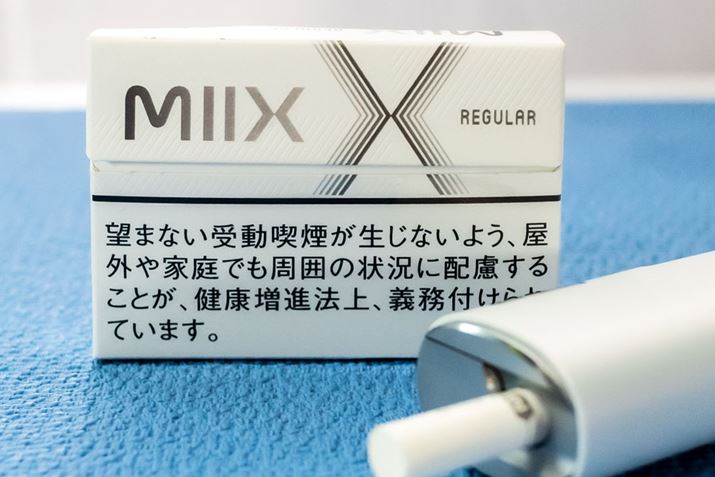 MIIX
REGULAR
望まない受動喫煙が生じないよう、屋
外や家庭でも周囲の状況に配慮する
ことが、健康増進法上、義務付けられ
ています。